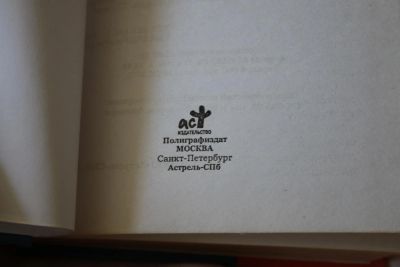 аст
ИЗДАТЕЛЬСТВО
Полиграфиздат
МОСКВА
Санкт-Петербург
Астрель-СПб